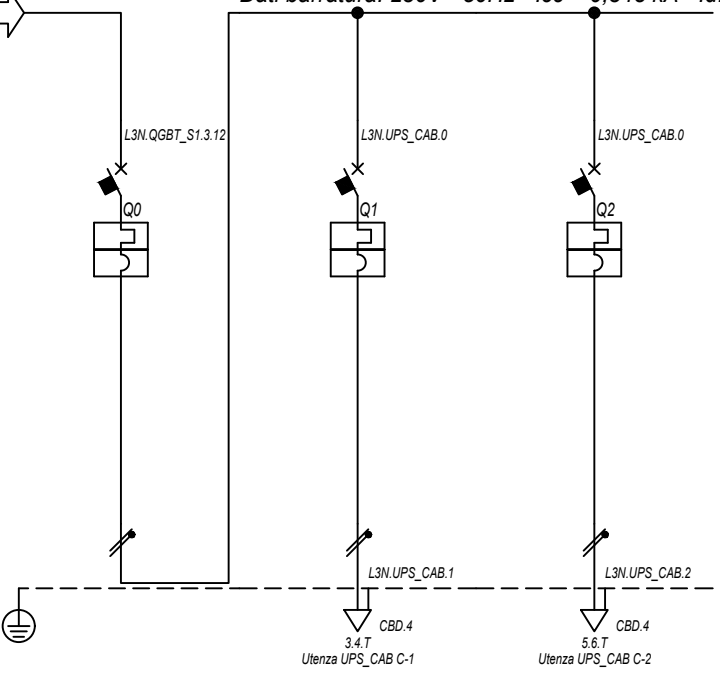 L3N.QGBT_S1.3.12
L3N.UPS_CAB.0
L3N.UPS_CAB.0
Q0
Q1
Q2
L3N.UPS_CAB.1
L3N.UPS_CAB.2
CBD.4
CBD.4
3.4.T
5.6.T
Utenza UPS_CAB C-1
Utenza UPS_CAB C-2